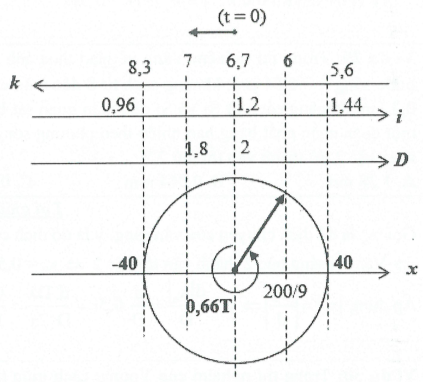 (t = 0)
8,3 7 6,7 6 5,6
k
0,96 1,2 1,44
i
1,8 2
D
-40 40 x
0,66T 200/9